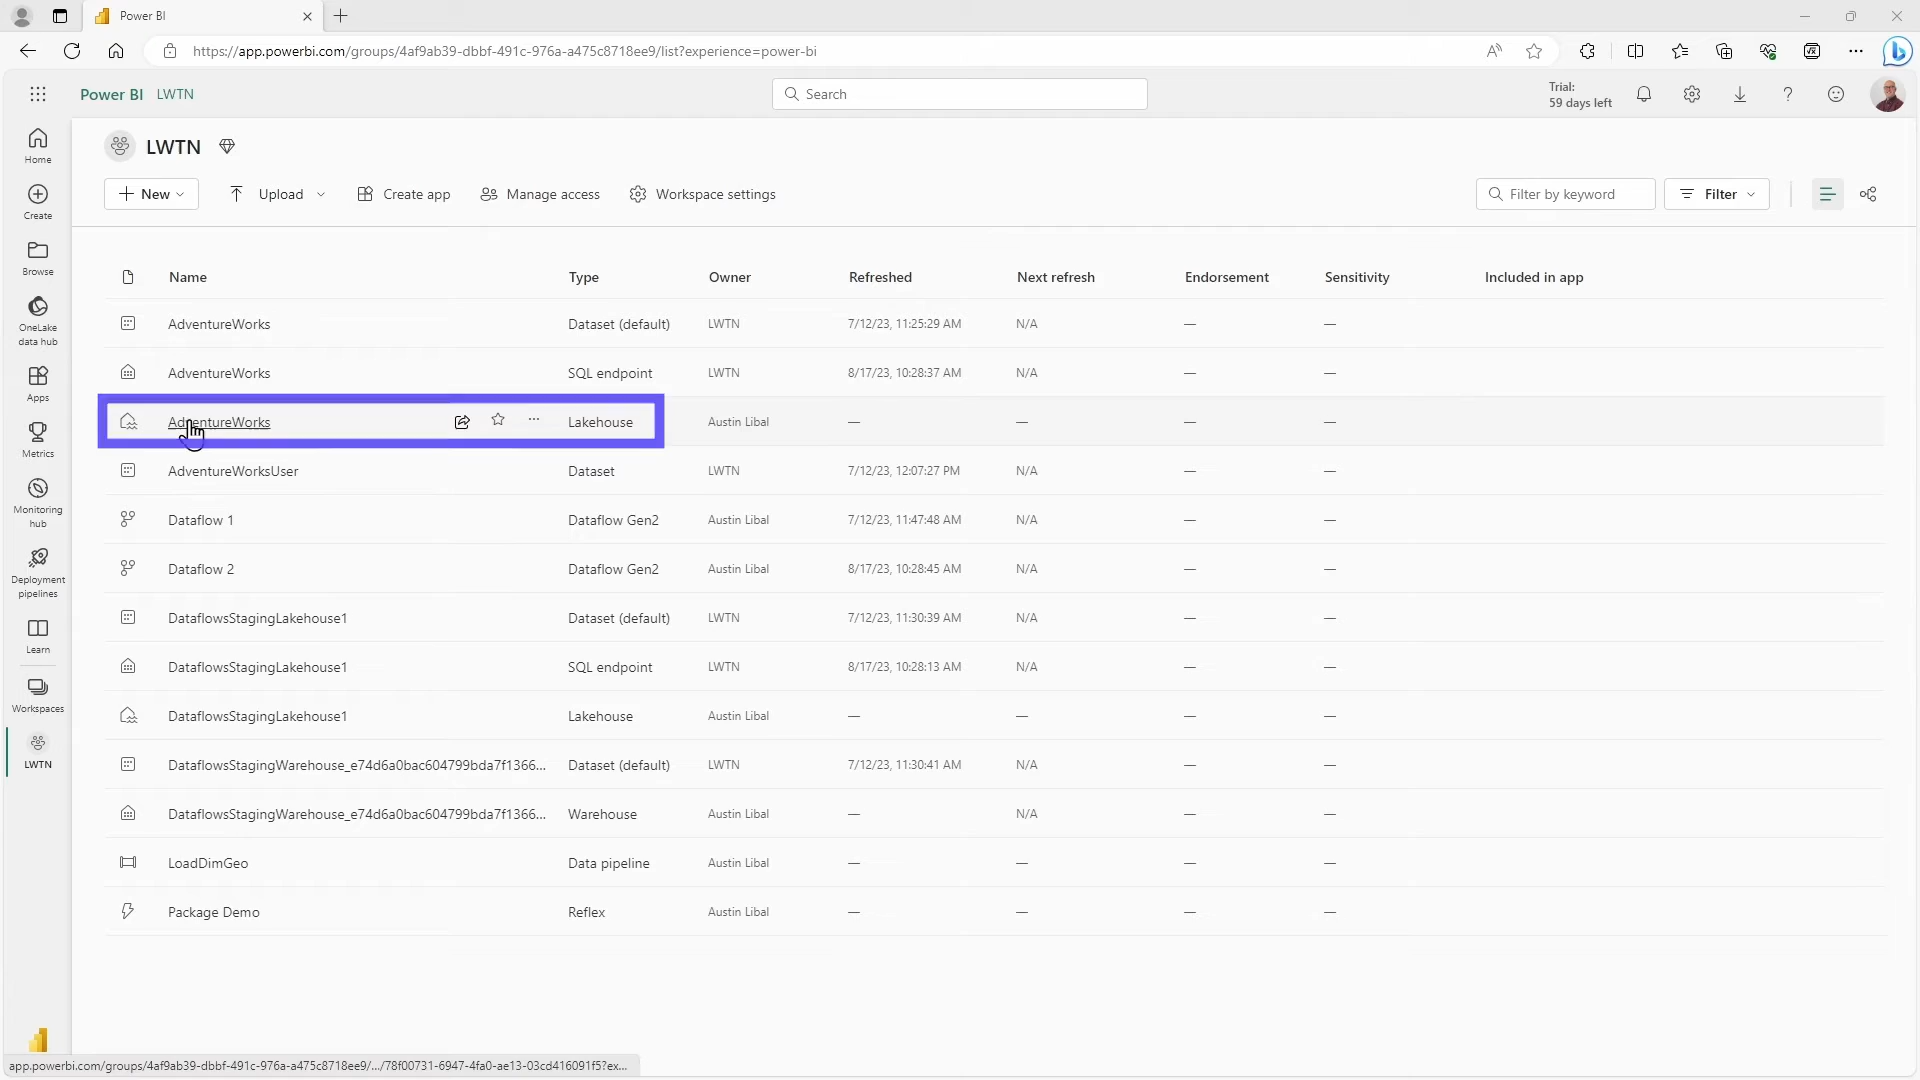 Power BI
https://app.powerbi.com/groups/4af9ab39-dbbf-491c-976a-a475c8718ee9/list?experience=power-bi
Power BI LWTN
Search
Trial:
59 days left
Home
Create
Browse
OneLake
data hub
Apps
Metrics
Monitoring
hub
Deployment
pipelines
Learn
Workspaces
LWTN
LWTN
New Upload Create app Manage access Workspace settings Filter by keyword Filter
Name Type Owner Refreshed Next refresh Endorsement Sensitivity Included in app
AdventureWorks Dataset (default) LWTN 7/12/23, 11:25:29 AM N/A — —
AdventureWorks SQL endpoint LWTN 8/17/23, 10:28:37 AM N/A — —
AdventureWorks ... Lakehouse Austin Libal — — — —
AdventureWorksUser Dataset LWTN 7/12/23, 12:07:27 PM N/A — —
Dataflow 1 Dataflow Gen2 Austin Libal 7/12/23, 11:47:48 AM N/A — —
Dataflow 2 Dataflow Gen2 Austin Libal 8/17/23, 10:28:45 AM N/A — —
DataflowsStagingLakehouse1 Dataset (default) LWTN 7/12/23, 11:30:39 AM N/A — —
DataflowsStagingLakehouse1 SQL endpoint LWTN 8/17/23, 10:28:13 AM N/A — —
DataflowsStagingLakehouse1 Lakehouse Austin Libal — — — —
DataflowsStagingWarehouse_e74d6a0bac604799bda7f1366... Dataset (default) LWTN 7/12/23, 11:30:41 AM N/A — —
DataflowsStagingWarehouse_e74d6a0bac604799bda7f1366... Warehouse Austin Libal — N/A — —
LoadDimGeo Data pipeline Austin Libal — — — —
Package Demo Reflex Austin Libal — — — —
app.powerbi.com/groups/4af9ab39-dbbf-491c-976a-a475c8718ee9/.../78f00731-6947-4fa0-ae13-03cd416091f5?ex...